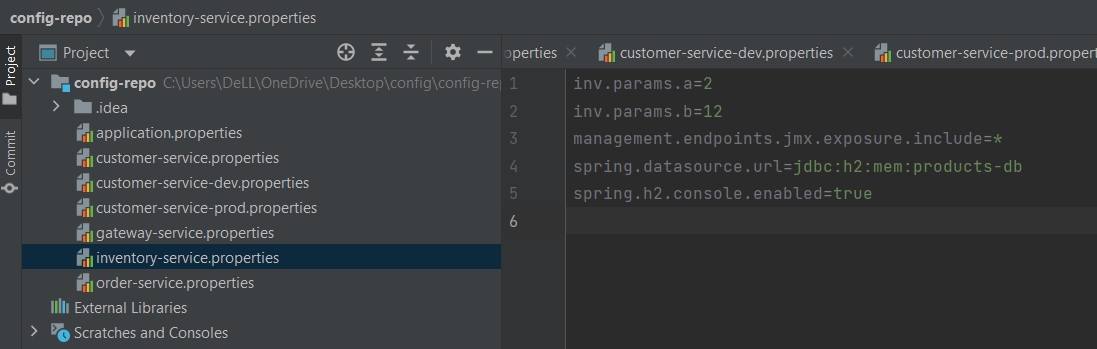 config-repo inventory-service.properties
Project
Commit
Project
config-repo C:\Users\DeLL\OneDrive\Desktop\config\config-re
.idea
application.properties
customer-service.properties
customer-service-dev.properties
customer-service-prod.properties
gateway-service.properties
inventory-service.properties
order-service.properties
External Libraries
Scratches and Consoles
operties customer-service-dev.properties customer-service-prod.propert
1 inv.params.a=2
2 inv.params.b=12
3 management.endpoints.jmx.exposure.include=*
4 spring.datasource.url=jdbc:h2:mem:products-db
5 spring.h2.console.enabled=true
6